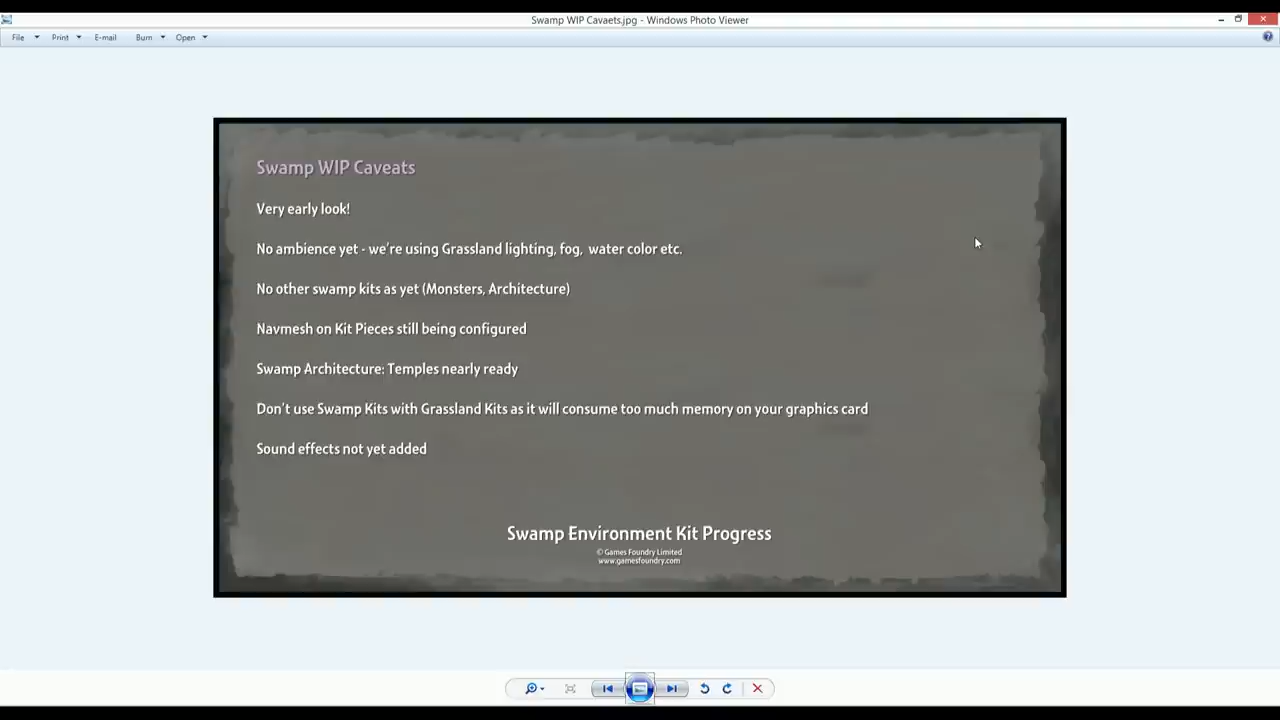 Swamp WIP Cavaets.jpg - Windows Photo Viewer
File Print E-mail Burn Open
Swamp WIP Caveats
Very early look!
No ambience yet - we're using Grassland lighting, fog,  water color etc.
No other swamp kits as yet (Monsters, Architecture)
Navmesh on Kit Pieces still being configured
Swamp Architecture: Temples nearly ready
Don't use Swamp Kits with Grassland Kits as it will consume too much memory on your graphics card
Sound effects not yet added
Swamp Environment Kit Progress
© Games Foundry Limited
www.gamesfoundry.com